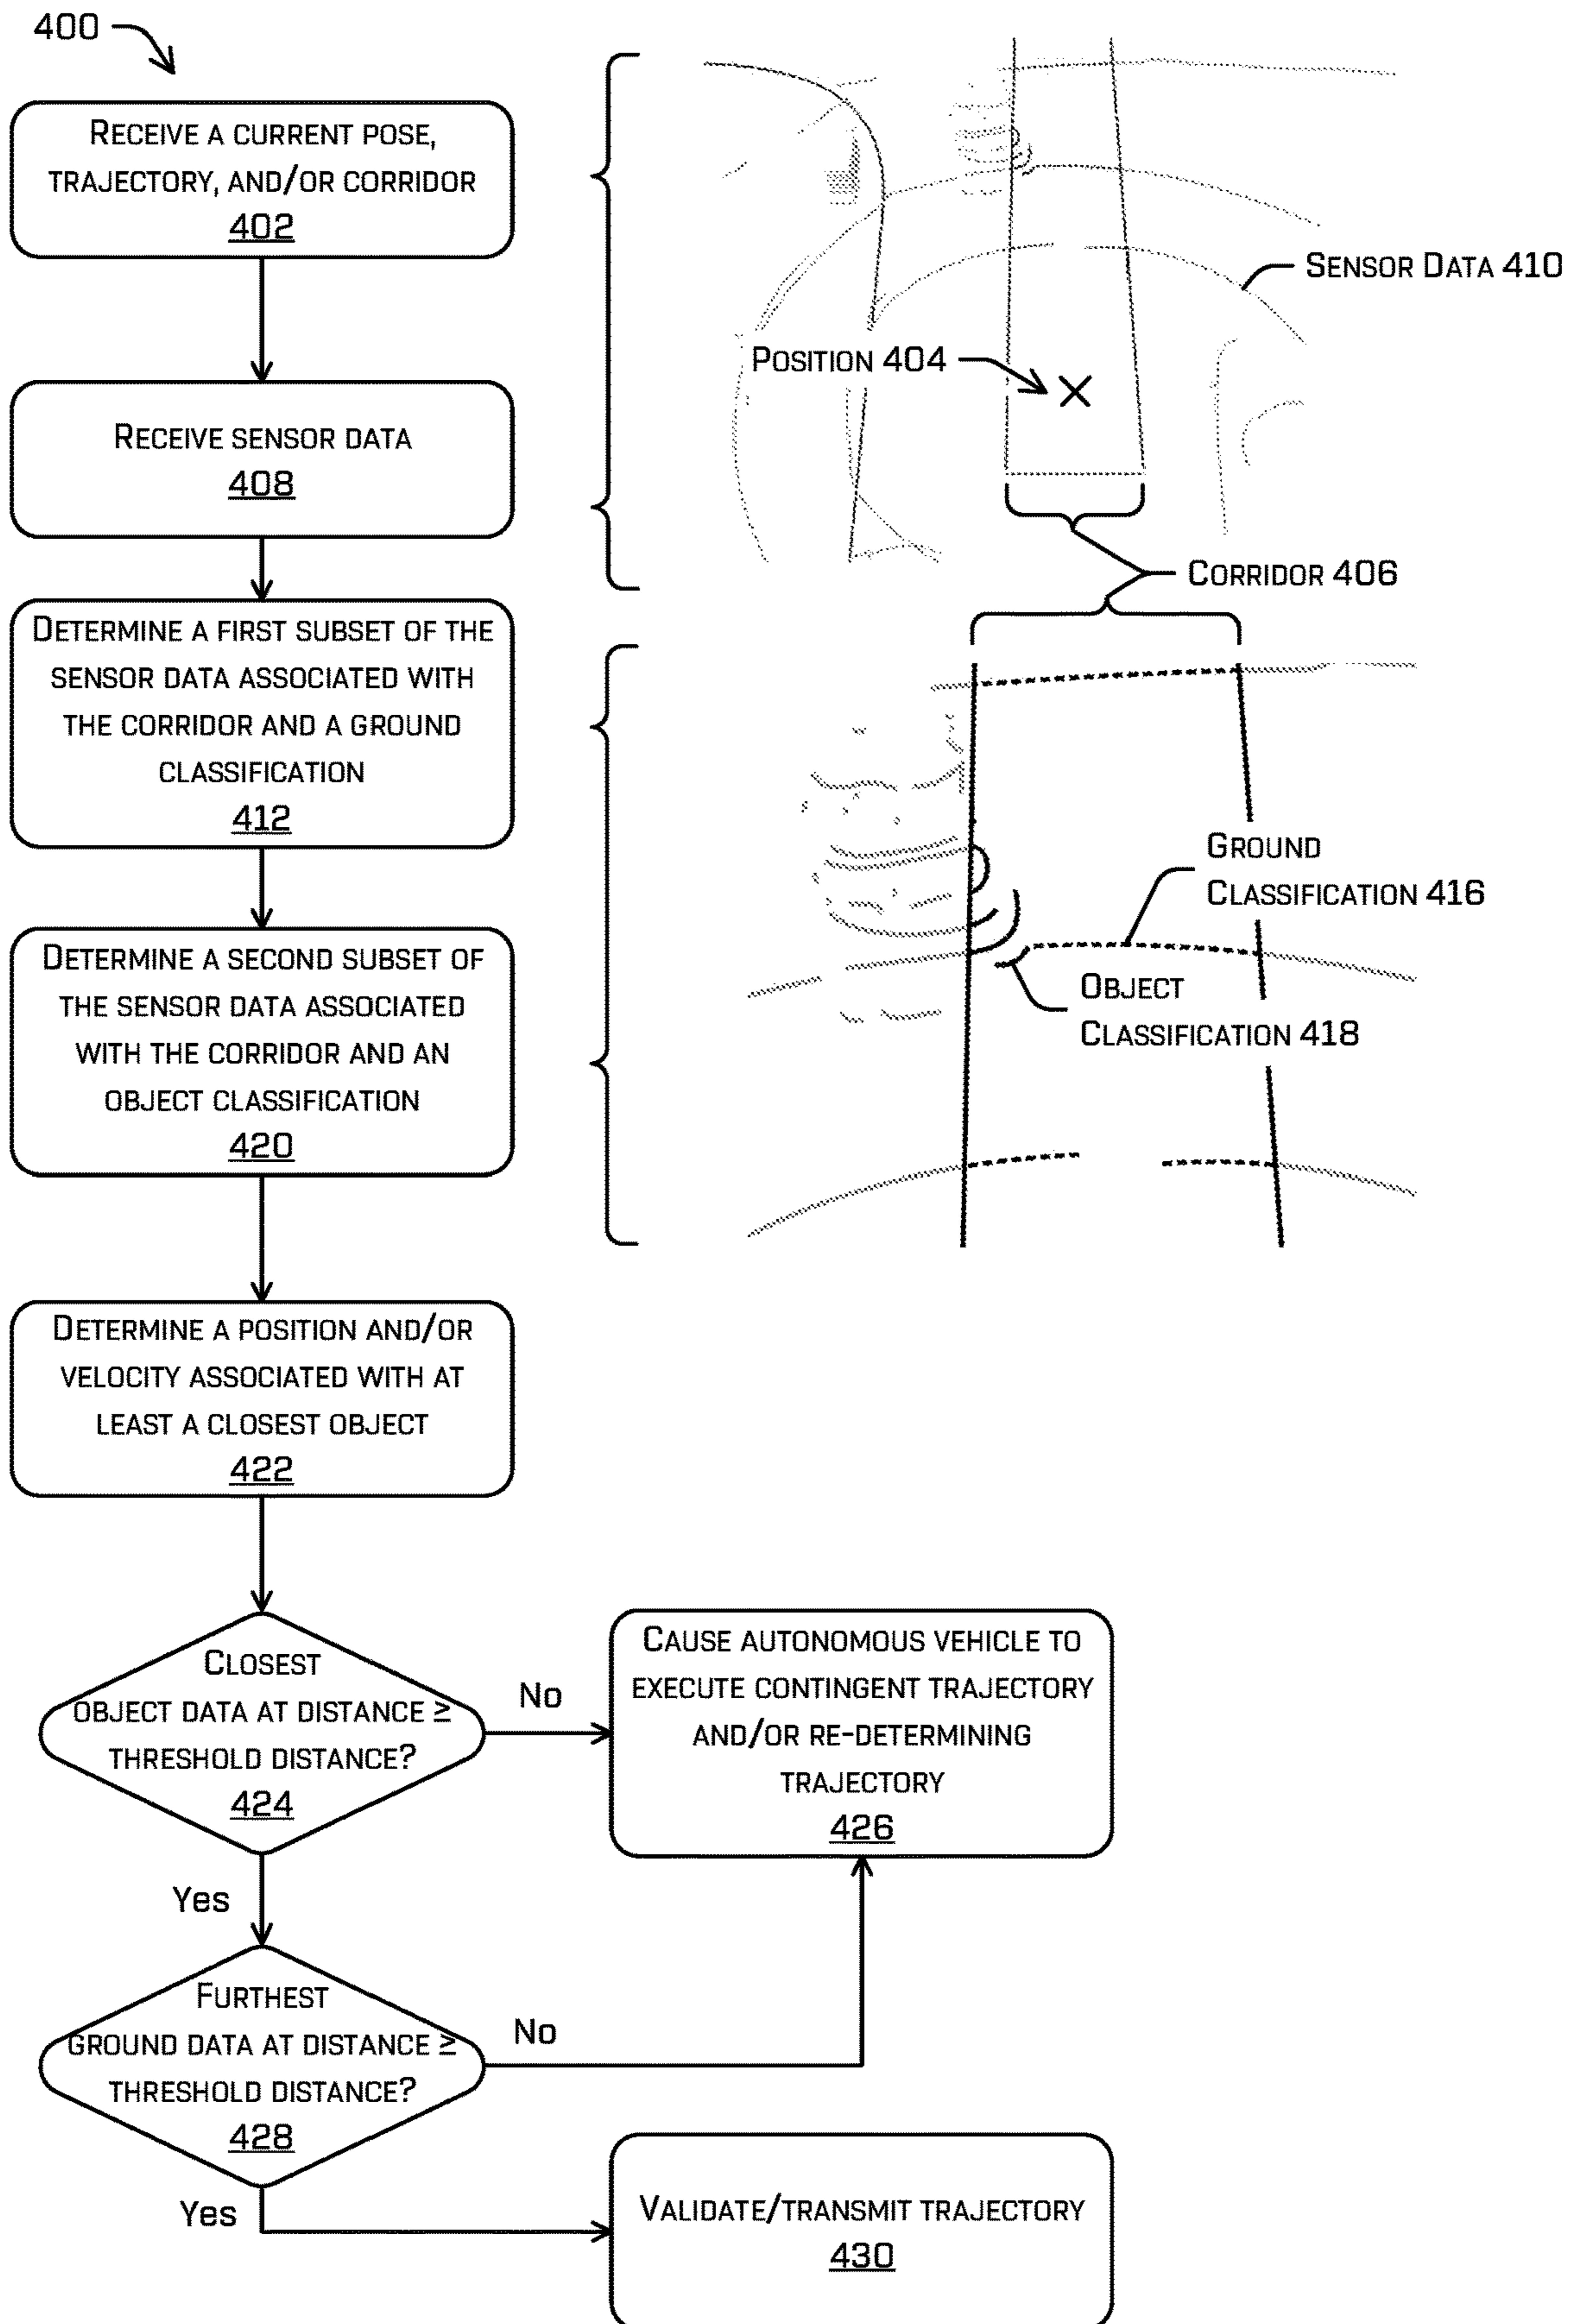 400
RECEIVE A CURRENT POSE,
TRAJECTORY, AND/OR CORRIDOR
402
RECEIVE SENSOR DATA
408
DETERMINE A FIRST SUBSET OF THE
SENSOR DATA ASSOCIATED WITH
THE CORRIDOR AND A GROUND
CLASSIFICATION
412
DETERMINE A SECOND SUBSET OF
THE SENSOR DATA ASSOCIATED
WITH THE CORRIDOR AND AN
OBJECT CLASSIFICATION
420
DETERMINE A POSITION AND/OR
VELOCITY ASSOCIATED WITH AT
LEAST A CLOSEST OBJECT
422
CLOSEST
OBJECT DATA AT DISTANCE ≥
THRESHOLD DISTANCE?
424
No
Yes
CAUSE AUTONOMOUS VEHICLE TO
EXECUTE CONTINGENT TRAJECTORY
AND/OR RE-DETERMINING
TRAJECTORY
426
FURTHEST
GROUND DATA AT DISTANCE ≥
THRESHOLD DISTANCE?
428
No
Yes
VALIDATE/TRANSMIT TRAJECTORY
430
SENSOR DATA 410
POSITION 404
CORRIDOR 406
GROUND
CLASSIFICATION 416
OBJECT
CLASSIFICATION 418